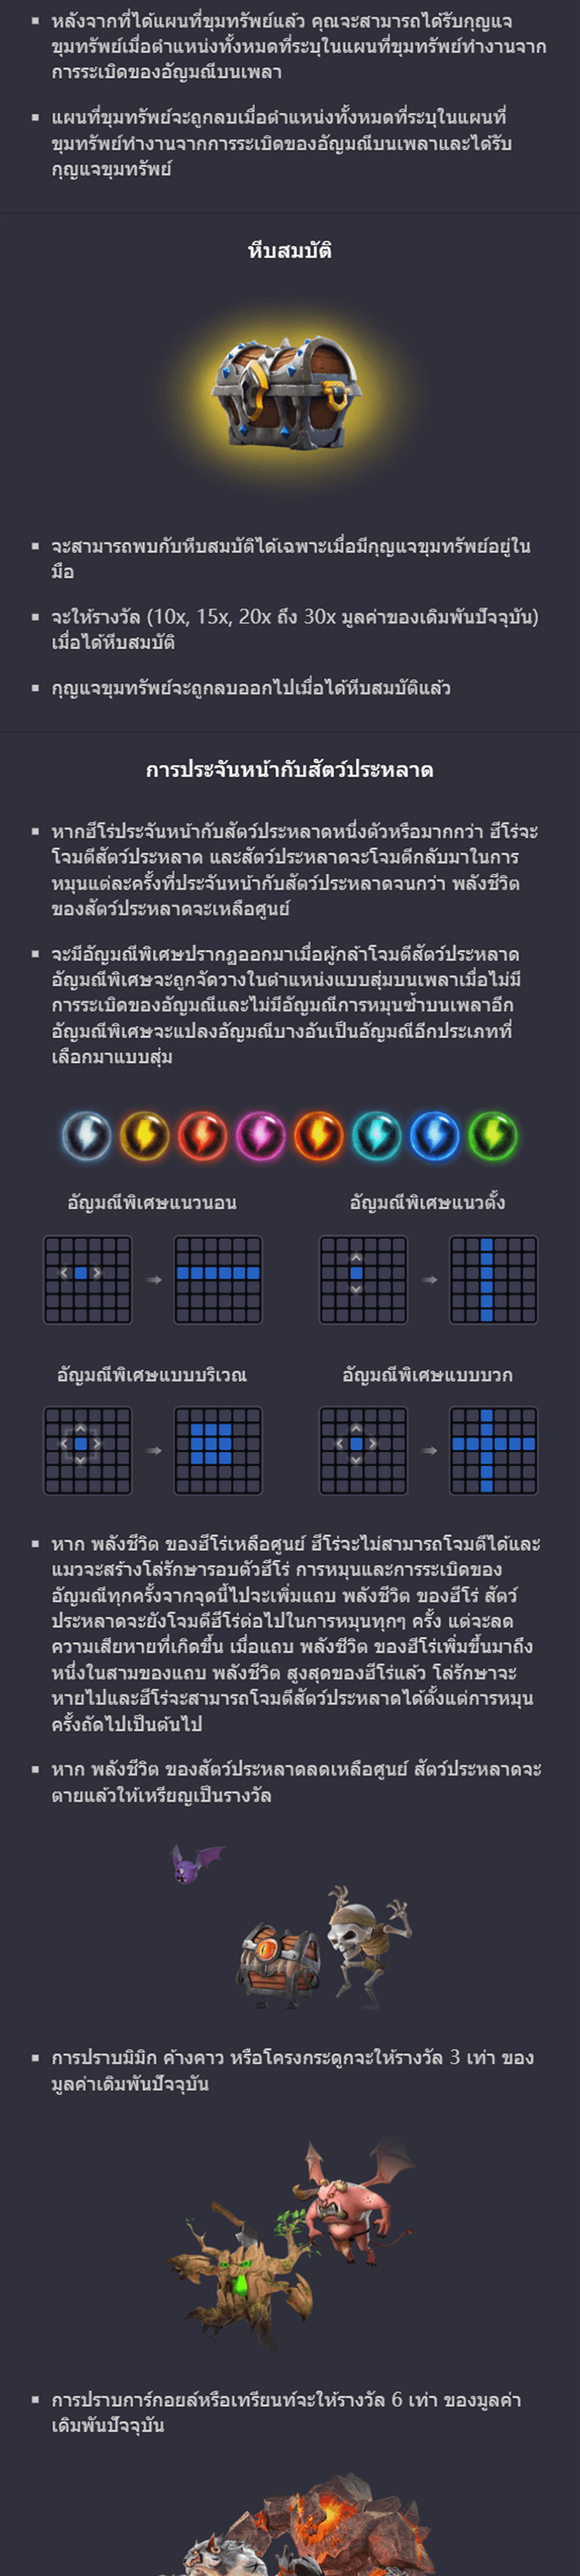 หลังจากที่ได้แผนที่ขุมทรัพย์แล้ว คุณจะสามารถได้รับกุญแจ
ขุมทรัพย์เมื่อตำแหน่งทั้งหมดที่ระบุในแผนที่ขุมทรัพย์ทำงานจาก
การระเบิดของอัญมณีบนเพลา
แผนที่ขุมทรัพย์จะถูกลบเมื่อตำแหน่งทั้งหมดที่ระบุในแผนที่
ขุมทรัพย์ทำงานจากการระเบิดของอัญมณีบนเพลาและได้รับ
กุญแจขุมทรัพย์
หีบสมบัติ
จะสามารถพบกับหีบสมบัติได้เฉพาะเมื่อมีกุญแจขุมทรัพย์อยู่ใน
มือ
จะให้รางวัล (10x, 15x, 20x ถึง 30x มูลค่าของเดิมพันปัจจุบัน)
เมื่อได้หีบสมบัติ
กุญแจขุมทรัพย์จะถูกลบออกไปเมื่อได้หีบสมบัติแล้ว
การประจันหน้ากับสัตว์ประหลาด
หากฮีโร่ประจันหน้ากับสัตว์ประหลาดหนึ่งตัวหรือมากกว่า ฮีโร่จะ
โจมตีสัตว์ประหลาด และสัตว์ประหลาดจะโจมตีกลับมาในการ
หมุนแต่ละครั้งที่ประจันหน้ากับสัตว์ประหลาดจนกว่า พลังชีวิต
ของสัตว์ประหลาดจะเหลือศูนย์
จะมีอัญมณีพิเศษปรากฏออกมาเมื่อผู้กล้าโจมตีสัตว์ประหลาด
อัญมณีพิเศษจะถูกจัดวางในตำแหน่งแบบสุ่มบนเพลาเมื่อไม่มี
การระเบิดของอัญมณีและไม่มีอัญมณีการหมุนซ้ำบนเพลาอีก
อัญมณีพิเศษจะแปลงอัญมณีบางอันเป็นอัญมณีอีกประเภทที่
เลือกมาแบบสุ่ม
อัญมณีพิเศษแนวนอน อัญมณีพิเศษแนวตั้ง
อัญมณีพิเศษแบบบริเวณ อัญมณีพิเศษแบบบวก
หาก พลังชีวิต ของฮีโร่เหลือศูนย์ ฮีโร่จะไม่สามารถโจมตีได้และ
แมวจะสร้างโล่รักษารอบตัวฮีโร่ การหมุนและการระเบิดของ
อัญมณีทุกครั้งจากจุดนี้ไปจะเพิ่มแถบ พลังชีวิต ของฮีโร่ สัตว์
ประหลาดจะยังโจมตีฮีโร่ต่อไปในการหมุนทุกๆ ครั้ง แต่จะลด
ความเสียหายที่เกิดขึ้น เมื่อแถบ พลังชีวิต ของฮีโร่เพิ่มขึ้นมาถึง
หนึ่งในสามของแถบ พลังชีวิต สูงสุดของฮีโร่แล้ว โล่รักษาจะ
หายไปและฮีโร่จะสามารถโจมตีสัตว์ประหลาดได้ตั้งแต่การหมุน
ครั้งถัดไปเป็นต้นไป
หาก พลังชีวิต ของสัตว์ประหลาดลดเหลือศูนย์ สัตว์ประหลาดจะ
ตายแล้วให้เหรียญเป็นรางวัล
การปราบมิมิก ค้างคาว หรือโครงกระดูกจะให้รางวัล 3 เท่า ของ
มูลค่าเดิมพันปัจจุบัน
การปราบการ์กอยล์หรือเทรียนท์จะให้รางวัล 6 เท่า ของมูลค่า
เดิมพันปัจจุบัน